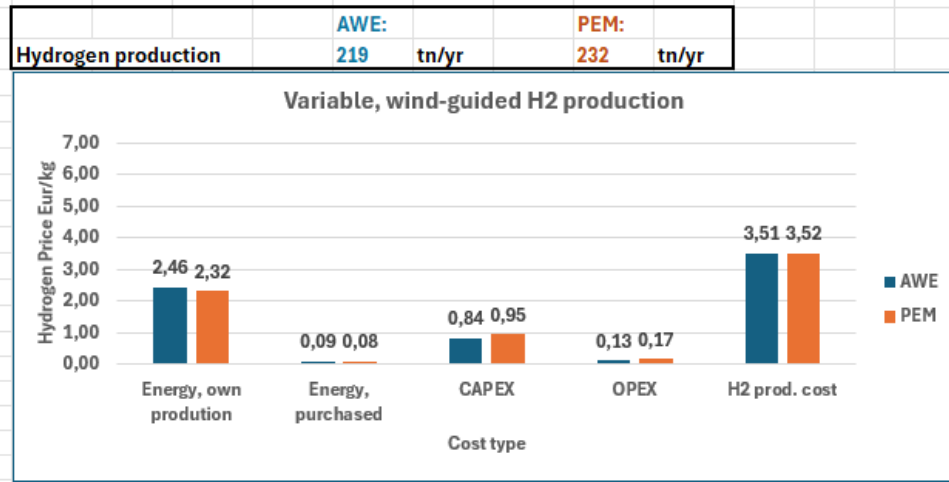 AWE: PEM:
Hydrogen production 219 tn/yr 232 tn/yr
Variable, wind-guided H2 production
Hydrogen Price Eur/kg
7,00
6,00
5,00
4,00
3,00
2,00
1,00
0,00
2,46 2,32
0,09 0,08
0,84 0,95
0,13 0,17
3,51 3,52
Energy, own
prodution
Energy,
purchased
CAPEX
OPEX
H2 prod. cost
Cost type
AWE
PEM